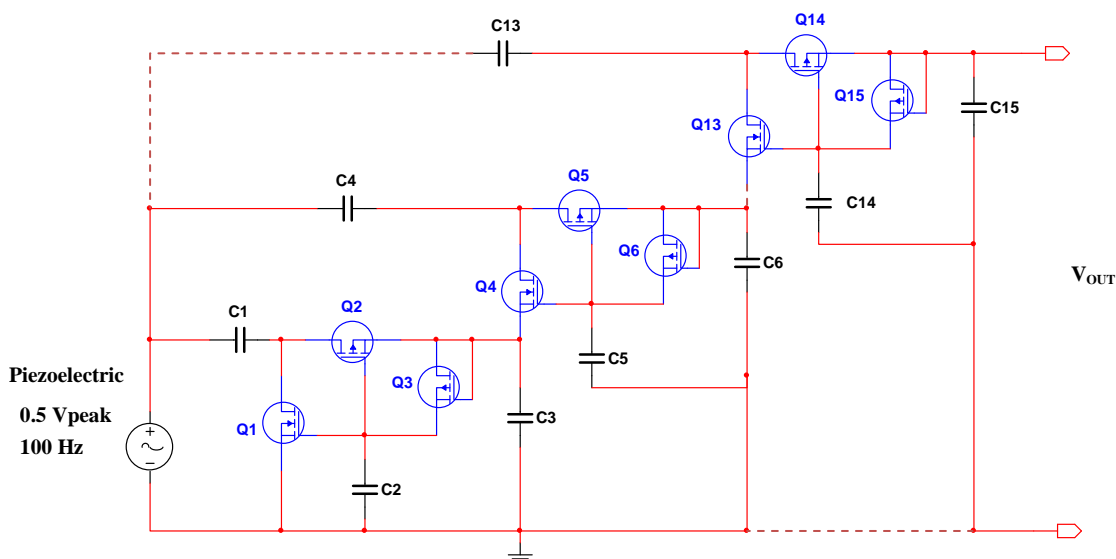 C13
Q14
Q15
C15
Q13
C4
Q5
C14
Q6
C6
V_OUT
Q4
C1
Q2
C5
Piezoelectric
0.5 Vpeak
100 Hz
Q3
Q1
C3
C2
+
−